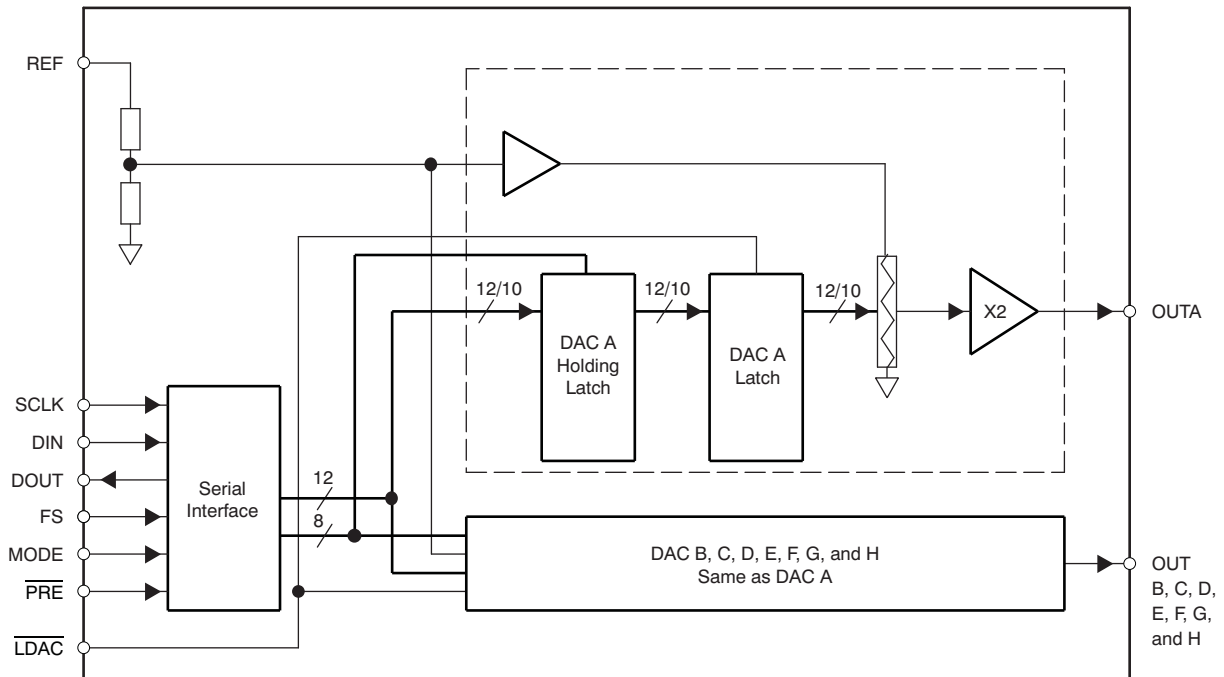 REF
12/10
12/10
12/10
X2
OUTA
DAC A
Holding
Latch
DAC A
Latch
SCLK
DIN
DOUT
FS
MODE
PRE
LDAC
Serial
Interface
12
8
DAC B, C, D, E, F, G, and H
Same as DAC A
OUT
B, C, D,
E, F, G,
and H